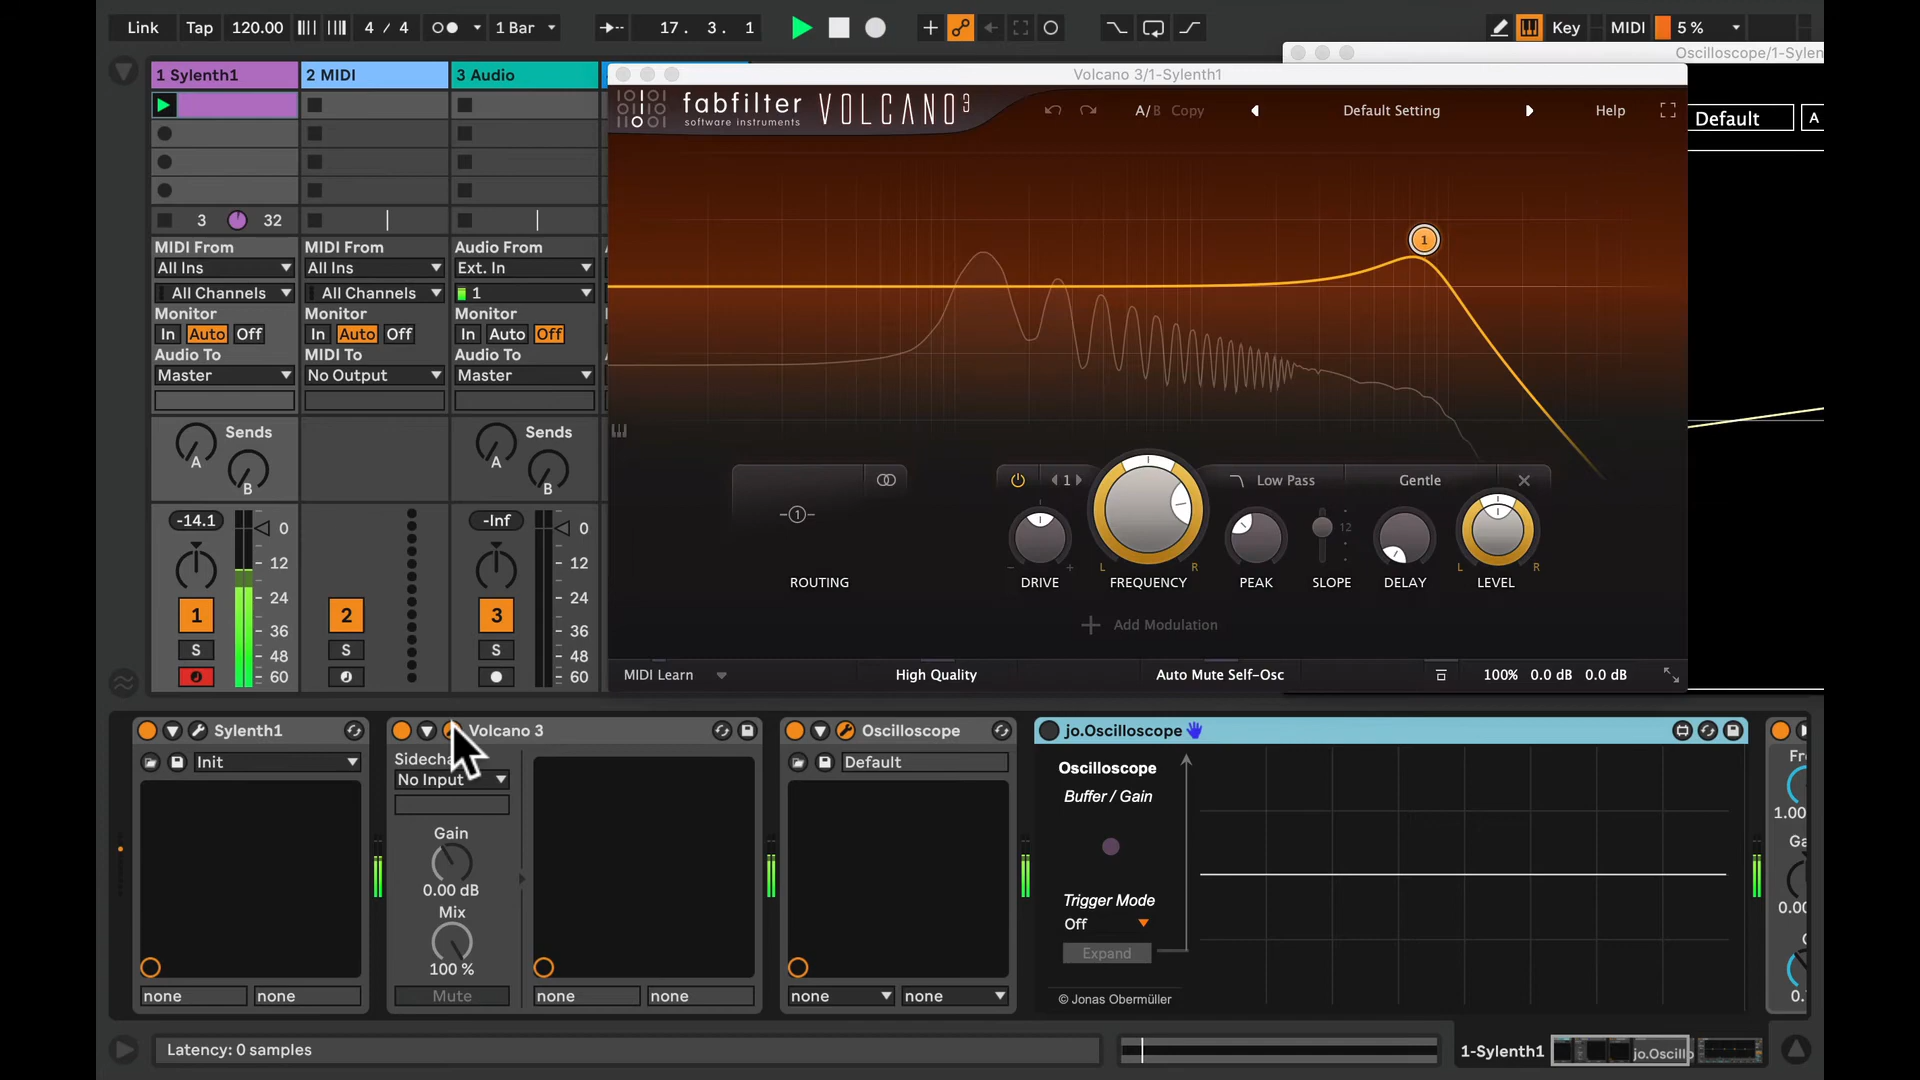 Link Tap 120.00 4 / 4 1 Bar 17. 3. 1 Key MIDI 5 %
Oscilloscope/1-Sylen
1 Sylenth1 2 MIDI 3 Audio
Volcano 3/1-Sylenth1
fabfilter VOLCANO 3
software instruments
A/B Copy Default Setting Help
Default A
1
3 32
MIDI From MIDI From Audio From
All Ins All Ins Ext. In
All Channels All Channels 1
Monitor Monitor Monitor
In Auto Off In Auto Off In Auto Off
Audio To MIDI To Audio To
Master No Output Master
Sends Sends
A A
B B
1 Low Pass Gentle
1
12
-14.1 0 -Inf 0
12 12
24 24
36 36
48 48
60 60
1 2 3
S S S
L R L R
ROUTING DRIVE FREQUENCY PEAK SLOPE DELAY LEVEL
Add Modulation
MIDI Learn High Quality Auto Mute Self-Osc 100% 0.0 dB 0.0 dB
Sylenth1 Volcano 3 Oscilloscope jo.Oscilloscope
Init No Input Default
Oscilloscope
Buffer / Gain
1.00
Gain
0.00 dB
Mix
100 %
Mute
Trigger Mode
Off
Expand
© Jonas Obermüller
none none none none none none
Latency: 0 samples
1-Sylenth1